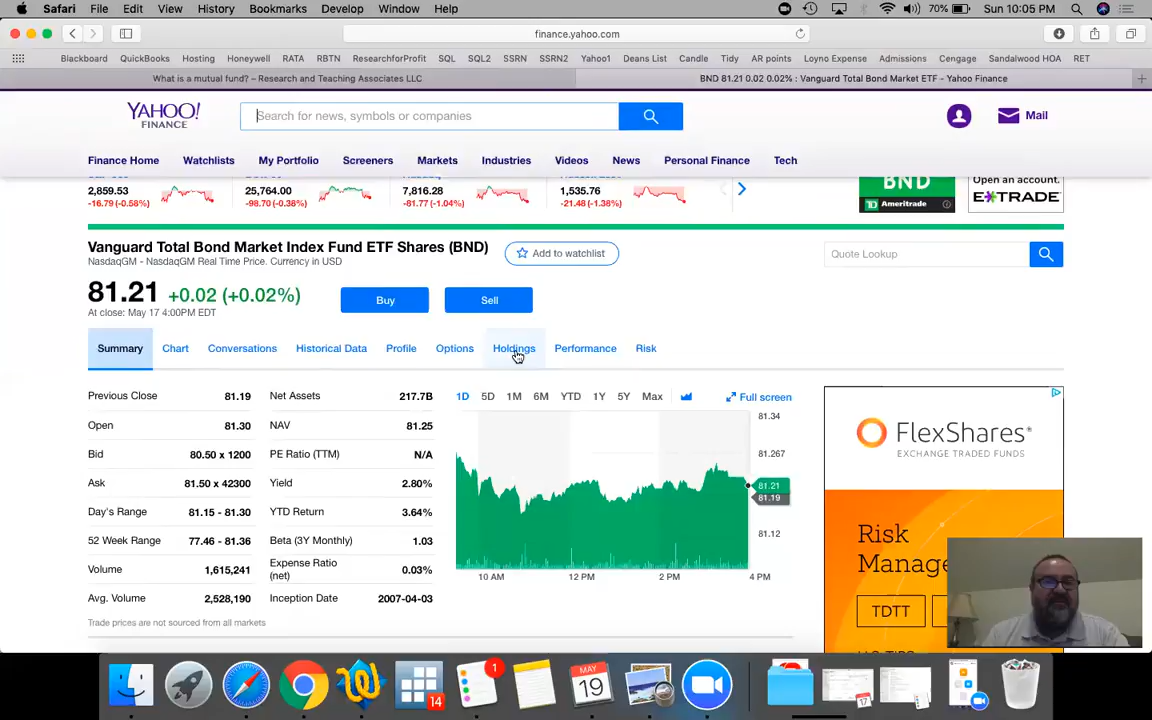 Safari File Edit View History Bookmarks Develop Window Help 70% Sun 10:05 PM
finance.yahoo.com
Blackboard QuickBooks Hosting Honeywell RATA RBTN ResearchforProfit SQL SQL2 SSRN SSRN2 Yahoo1 Deans List Candle Tidy AR points Loyno Expense Admissions Cengage Sandalwood HOA RET
What is a mutual fund? – Research and Teaching Associates LLC BND 81.21 0.02 0.02% : Vanguard Total Bond Market ETF - Yahoo Finance
YAHOO! FINANCE Search for news, symbols or companies Mail
Finance Home Watchlists My Portfolio Screeners Markets Industries Videos News Personal Finance Tech
2,859.53 25,764.00 7,816.28 1,535.76 BND Open an account.
-16.79 (-0.58%) -98.70 (-0.38%) -81.77 (-1.04%) -21.48 (-1.38%) Ameritrade E*TRADE
Vanguard Total Bond Market Index Fund ETF Shares (BND) Add to watchlist
NasdaqGM - NasdaqGM Real Time Price. Currency in USD Quote Lookup
81.21 +0.02 (+0.02%) Buy Sell
At close: May 17 4:00PM EDT
Summary Chart Conversations Historical Data Profile Options Holdings Performance Risk
Previous Close 81.19 Net Assets 217.7B 1D 5D 1M 6M YTD 1Y 5Y Max Full screen
Open 81.30 NAV 81.25
Bid 80.50 x 1200 PE Ratio (TTM) N/A
Ask 81.50 x 42300 Yield 2.80%
Day's Range 81.15 - 81.30 YTD Return 3.64%
52 Week Range 77.46 - 81.36 Beta (3Y Monthly) 1.03
Volume 1,615,241 Expense Ratio (net) 0.03%
Avg. Volume 2,528,190 Inception Date 2007-04-03
Trade prices are not sourced from all markets
81.34
81.267
81.21
81.19
81.12
10 AM 12 PM 2 PM 4 PM
FlexShares®
EXCHANGE TRADED FUNDS
Risk
TDTT
1
14
MAY
19
17